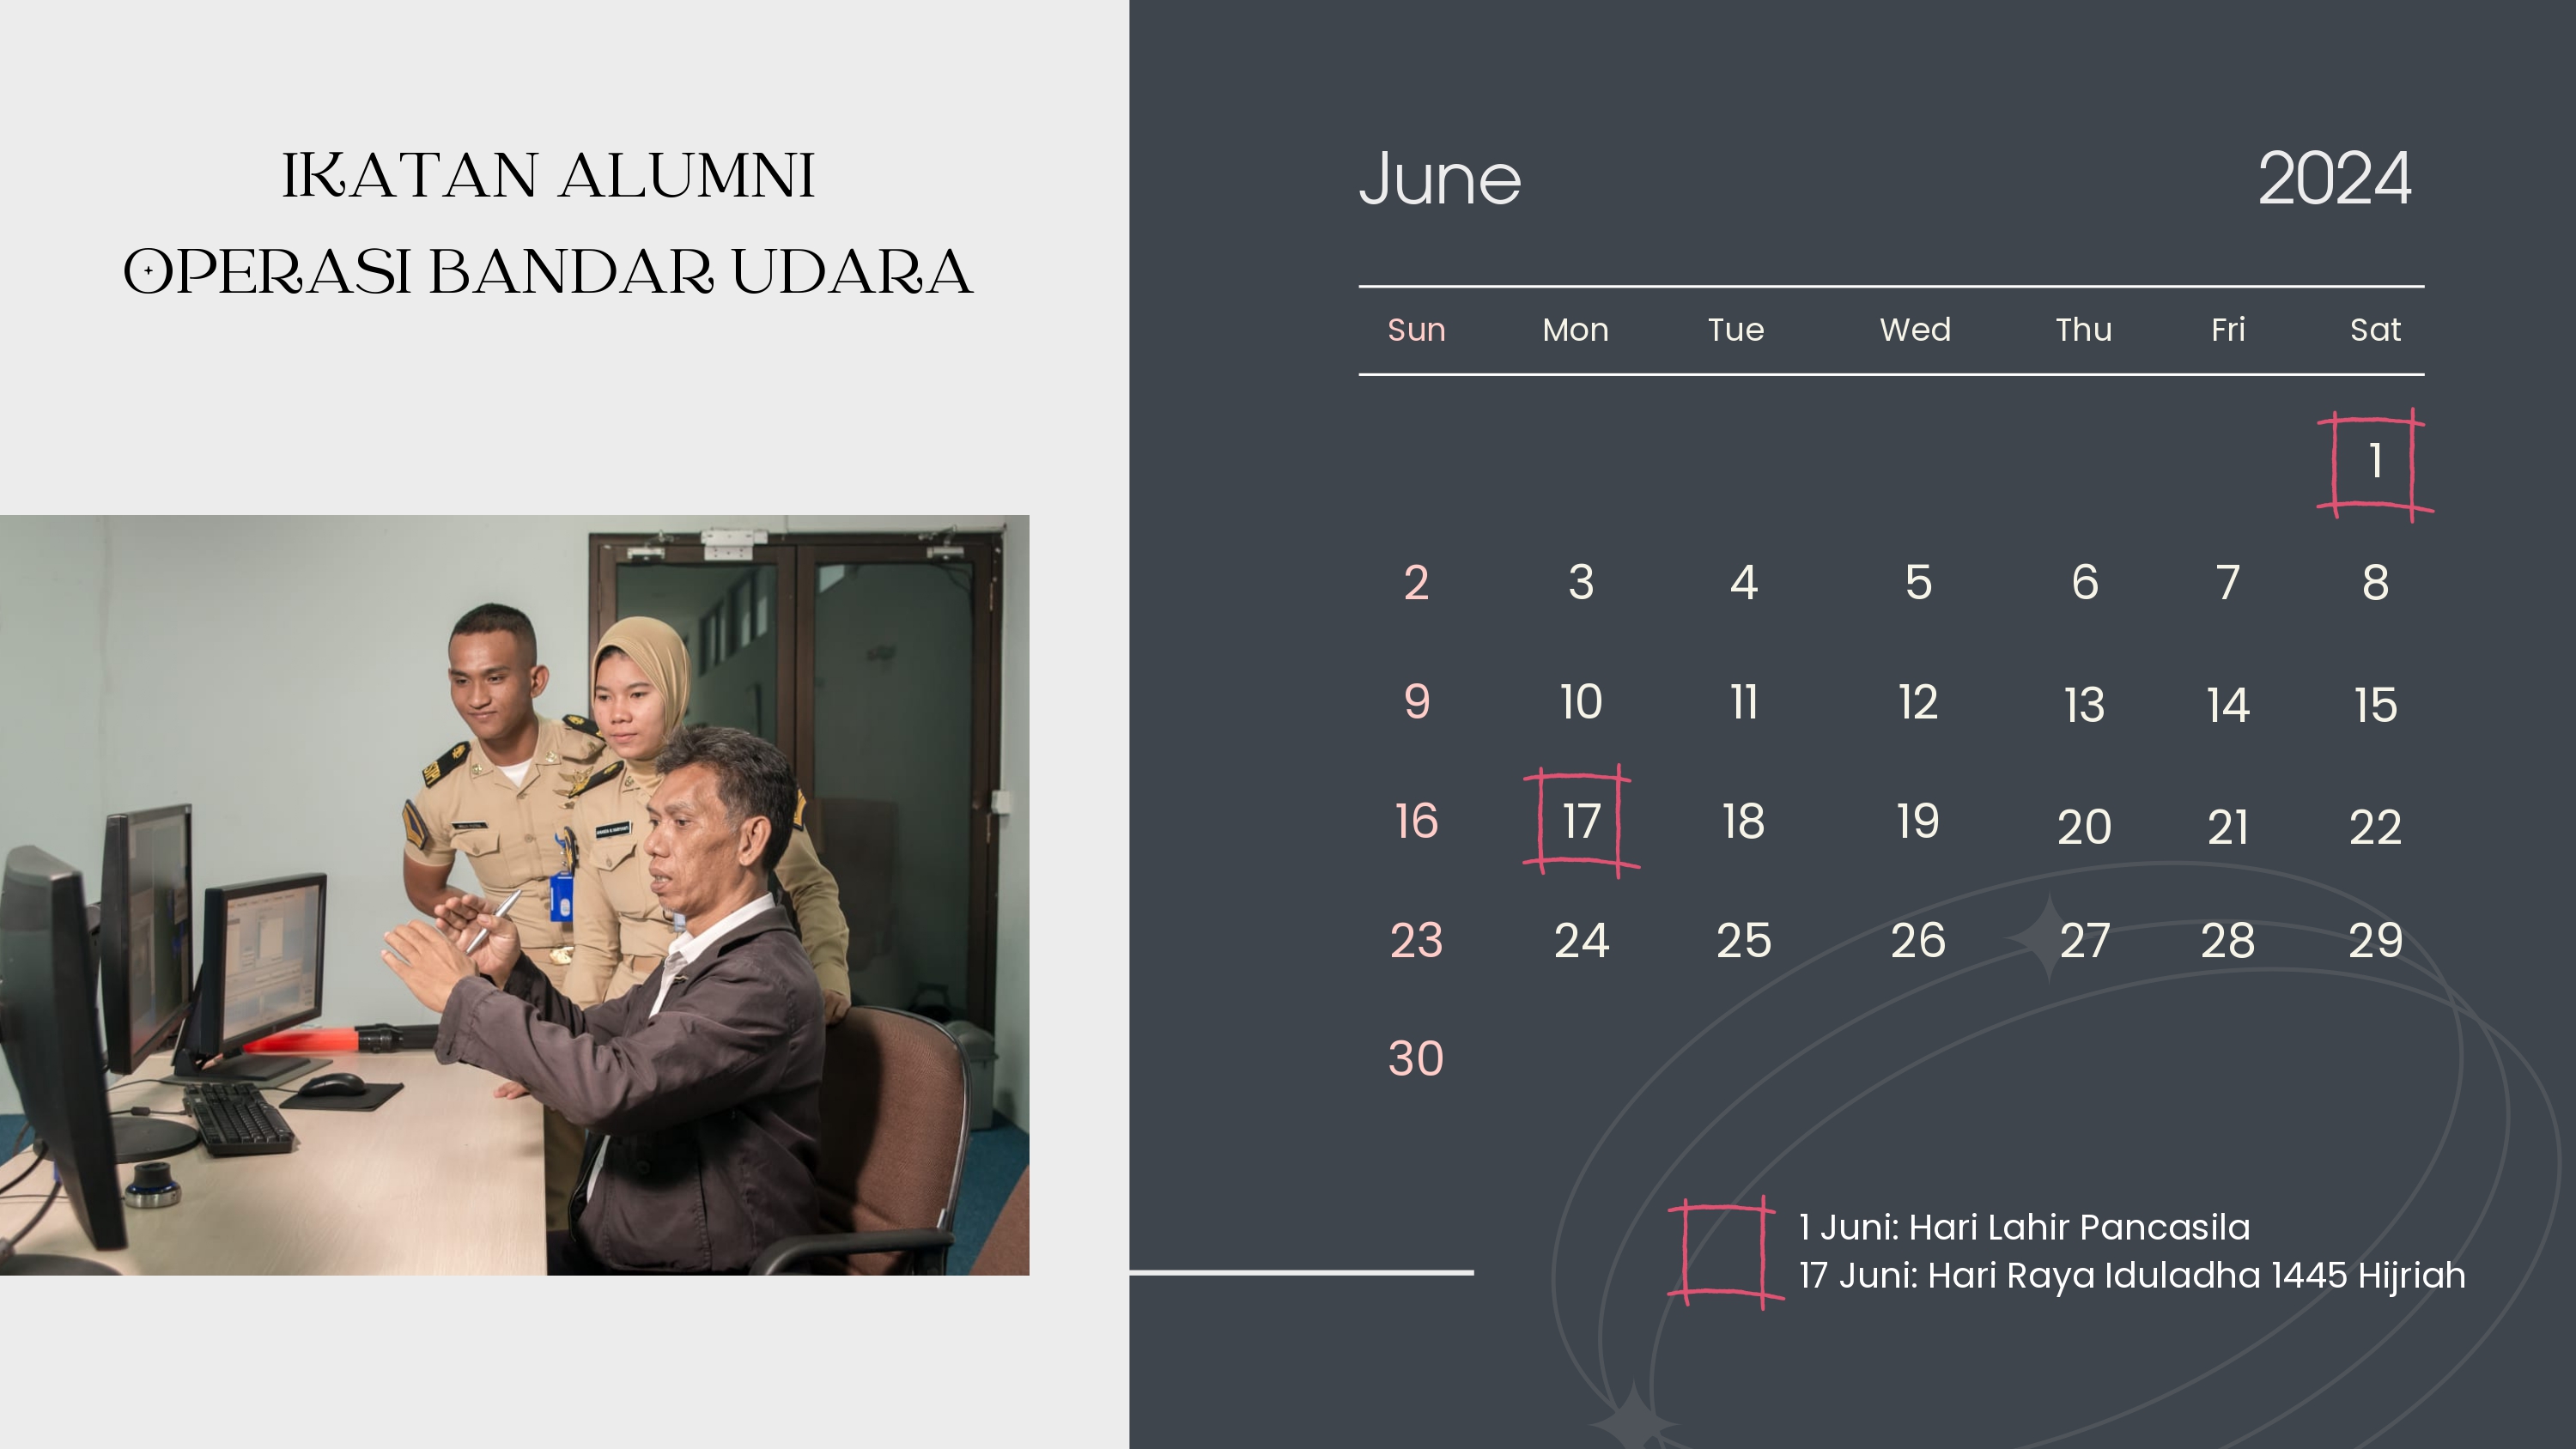 IKATAN ALUMNI
OPERASI BANDAR UDARA
June 2024
Sun Mon Tue Wed Thu Fri Sat
1
2 3 4 5 6 7 8
9 10 11 12 13 14 15
16 17 18 19 20 21 22
23 24 25 26 27 28 29
30
1 Juni: Hari Lahir Pancasila
17 Juni: Hari Raya Iduladha 1445 Hijriah